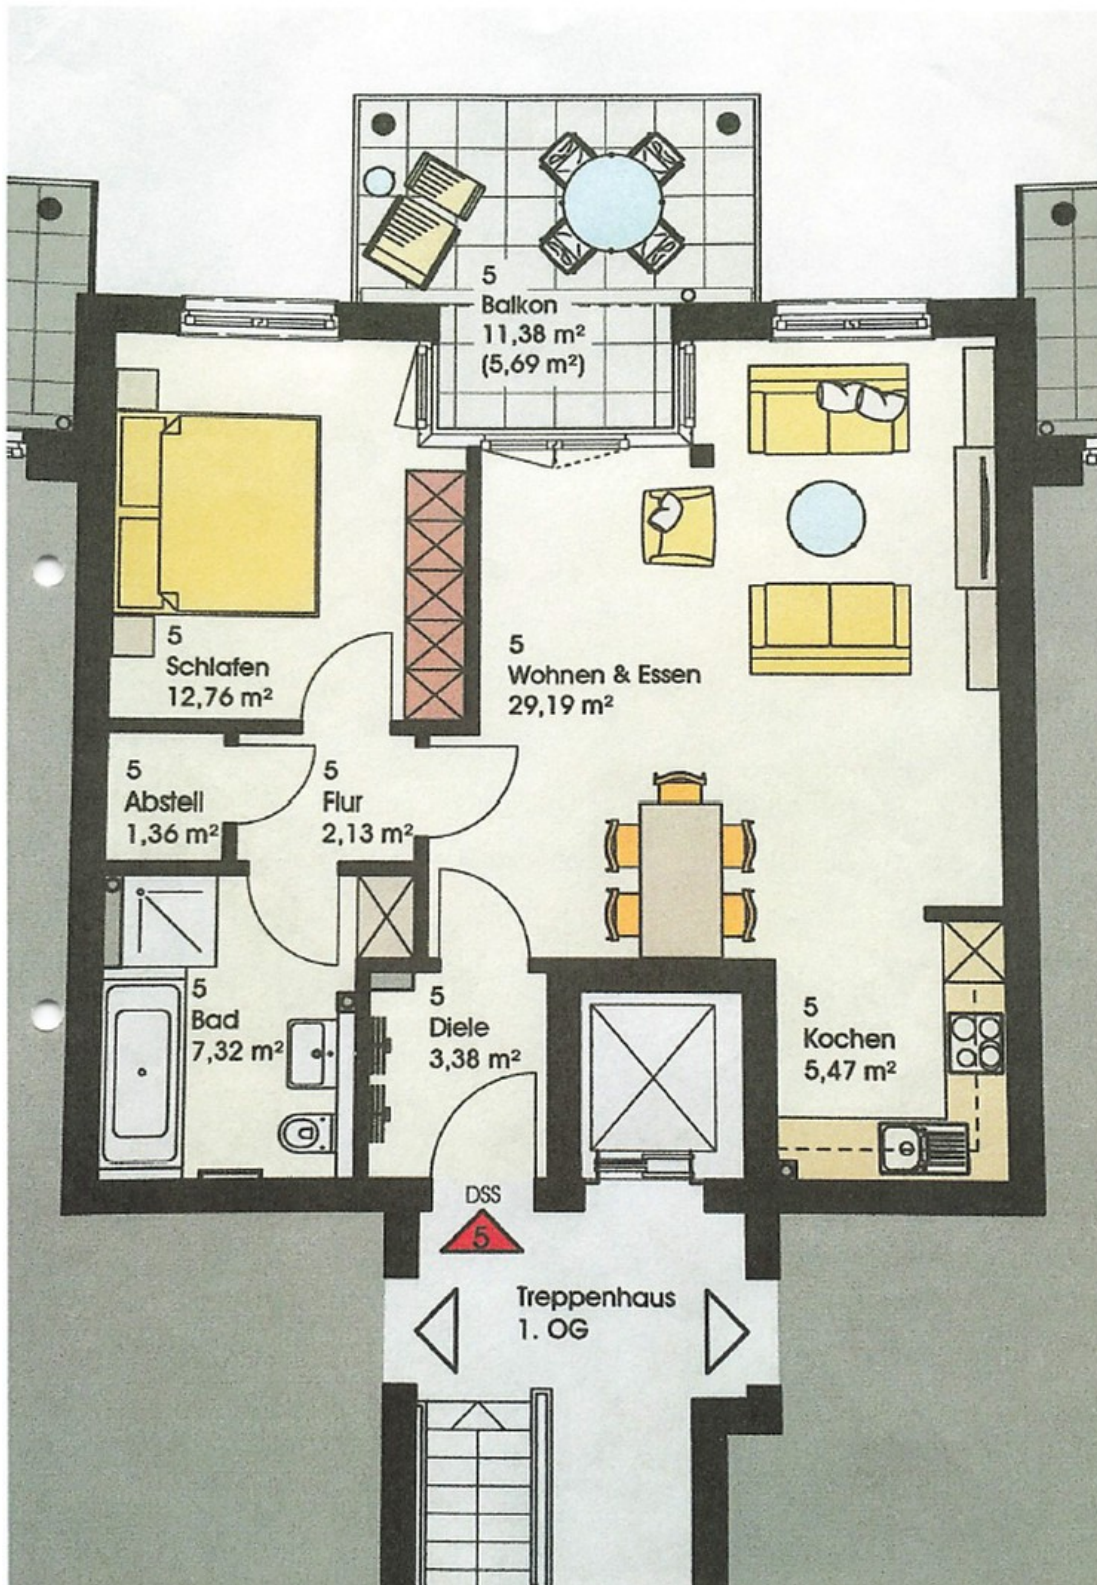 5
Balkon
11,38 m²
(5,69 m²)
5
Schlafen
12,76 m²
5
Wohnen & Essen
29,19 m²
5
Abstell
1,36 m²
5
Flur
2,13 m²
5
Bad
7,32 m²
5
Diele
3,38 m²
5
Kochen
5,47 m²
DSS
5
Treppenhaus
1. OG